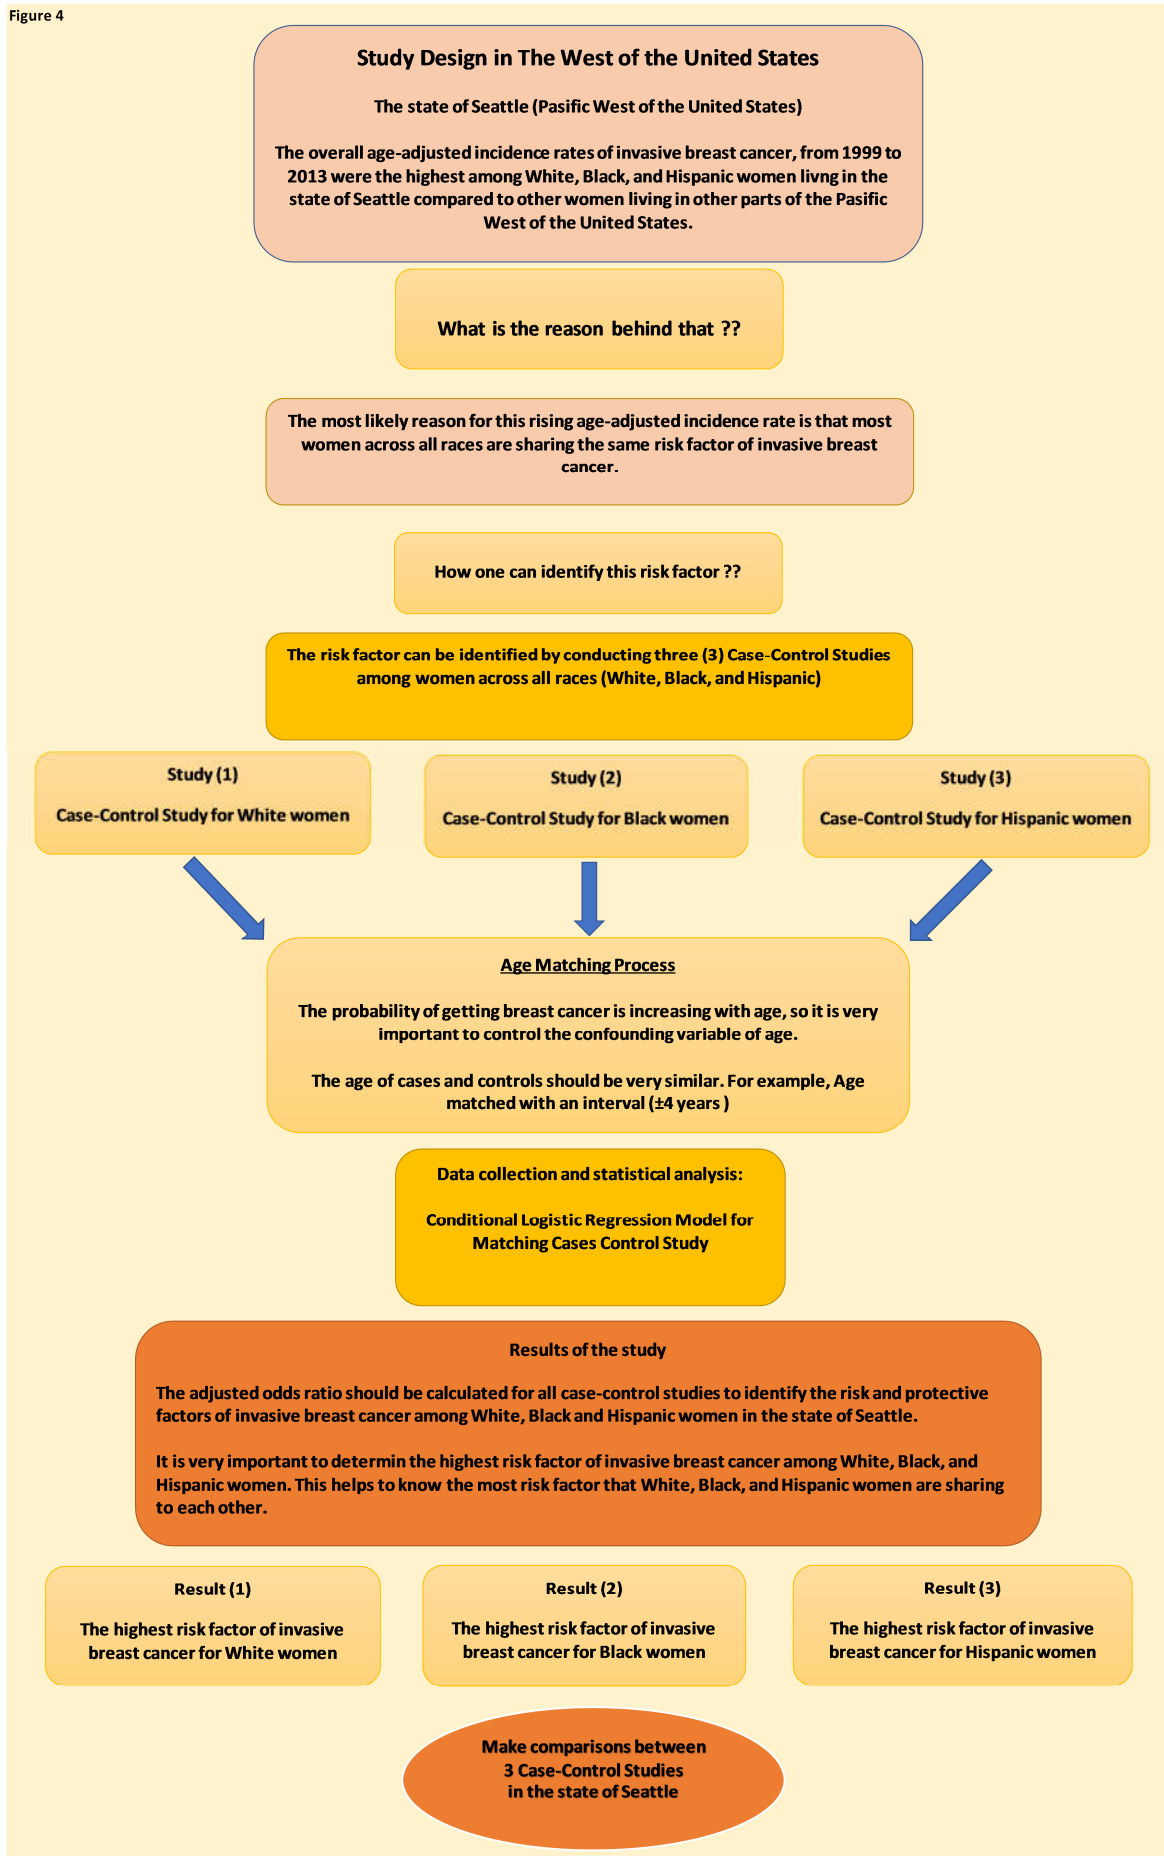 Figure 4
Study Design in The West of the United States
The state of Seattle (Pasific West of the United States)
The overall age-adjusted incidence rates of invasive breast cancer, from 1999 to
2013 were the highest among White, Black, and Hispanic women livng in the
state of Seattle compared to other women living in other parts of the Pasific
West of the United States.
What is the reason behind that ??
The most likely reason for this rising age-adjusted incidence rate is that most
women across all races are sharing the same risk factor of invasive breast
cancer.
How one can identify this risk factor ??
The risk factor can be identified by conducting three (3) Case-Control Studies
among women across all races (White, Black, and Hispanic)
Study (1)
Case-Control Study for White women
Study (2)
Case-Control Study for Black women
Study (3)
Case-Control Study for Hispanic women
Age Matching Process
The probability of getting breast cancer is increasing with age, so it is very
important to control the confounding variable of age.
The age of cases and controls should be very similar. For example, Age
matched with an interval (±4 years )
Data collection and statistical analysis:
Conditional Logistic Regression Model for
Matching Cases Control Study
Results of the study
The adjusted odds ratio should be calculated for all case-control studies to identify the risk and protective
factors of invasive breast cancer among White, Black and Hispanic women in the state of Seattle.
It is very important to determin the highest risk factor of invasive breast cancer among White, Black, and
Hispanic women. This helps to know the most risk factor that White, Black, and Hispanic women are sharing
to each other.
Result (1)
The highest risk factor of invasive
breast cancer for White women
Result (2)
The highest risk factor of invasive
breast cancer for Black women
Result (3)
The highest risk factor of invasive
breast cancer for Hispanic women
Make comparisons between
3 Case-Control Studies
in the state of Seattle